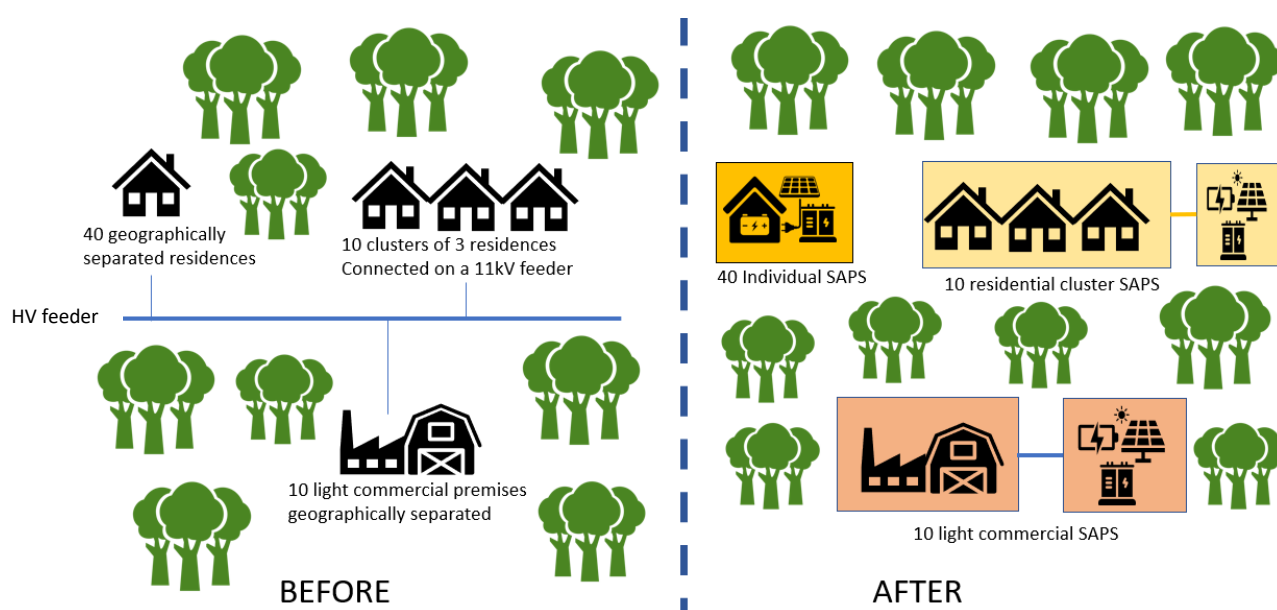 40 geographically
separated residences
10 clusters of 3 residences
Connected on a 11kV feeder
HV feeder
10 light commercial premises
geographically separated
BEFORE
40 Individual SAPS
10 residential cluster SAPS
10 light commercial SAPS
AFTER